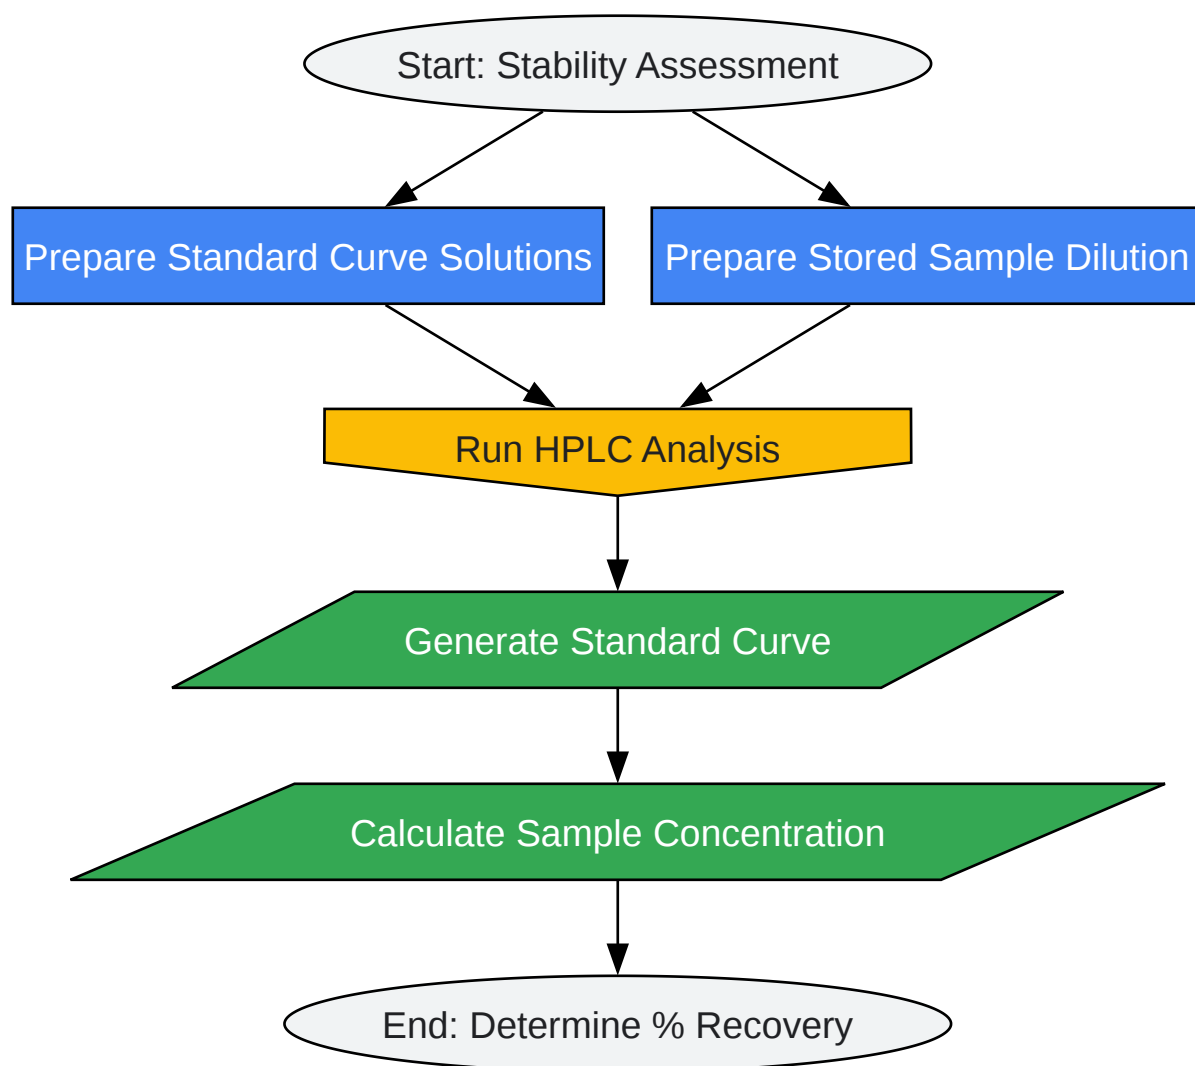 Start: Stability Assessment
Prepare Standard Curve Solutions
Prepare Stored Sample Dilution
Run HPLC Analysis
Generate Standard Curve
Calculate Sample Concentration
End: Determine % Recovery